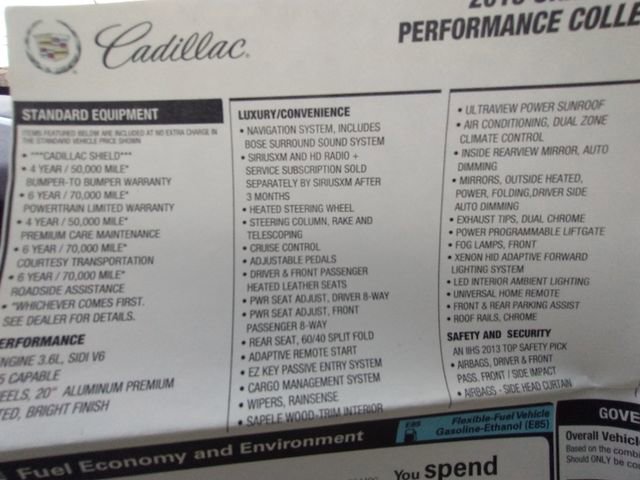 Cadillac.
PERFORMANCE COLLE
STANDARD EQUIPMENT
ITEMS FEATURED BELOW ARE INCLUDED AT NO EXTRA CHARGE IN
THE STANDARD VEHICLE PRICE SHOWN
• ***CADILLAC SHIELD***
• 4 YEAR / 50,000 MILE*
BUMPER-TO BUMPER WARRANTY
• 6 YEAR / 70,000 MILE*
POWERTRAIN LIMITED WARRANTY
• 4 YEAR / 50,000 MILE*
PREMIUM CARE MAINTENANCE
• 6 YEAR / 70,000 MILE*
COURTESY TRANSPORTATION
• 6 YEAR / 70,000 MILE*
ROADSIDE ASSISTANCE
• *WHICHEVER COMES FIRST.
SEE DEALER FOR DETAILS.
ERFORMANCE
NGINE 3.6L, SIDI V6
5 CAPABLE
EELS, 20" ALUMINUM PREMIUM
TED, BRIGHT FINISH
LUXURY/CONVENIENCE
• NAVIGATION SYSTEM, INCLUDES
BOSE SURROUND SOUND SYSTEM
• SIRIUSXM AND HD RADIO +
SERVICE SUBSCRIPTION SOLD
SEPARATELY BY SIRIUSXM AFTER
3 MONTHS
• HEATED STEERING WHEEL
• STEERING COLUMN, RAKE AND
TELESCOPING
• CRUISE CONTROL
• ADJUSTABLE PEDALS
• DRIVER & FRONT PASSENGER
HEATED LEATHER SEATS
• PWR SEAT ADJUST, DRIVER 8-WAY
• PWR SEAT ADJUST, FRONT
PASSENGER 8-WAY
• REAR SEAT, 60/40 SPLIT FOLD
• ADAPTIVE REMOTE START
• EZ KEY PASSIVE ENTRY SYSTEM
• CARGO MANAGEMENT SYSTEM
• WIPERS, RAINSENSE
• SAPELE WOOD-TRIM INTERIOR
• ULTRAVIEW POWER SUNROOF
• AIR CONDITIONING, DUAL ZONE
CLIMATE CONTROL
• INSIDE REARVIEW MIRROR, AUTO
DIMMING
• MIRRORS, OUTSIDE HEATED,
POWER, FOLDING,DRIVER SIDE
AUTO DIMMING
• EXHAUST TIPS, DUAL CHROME
• POWER PROGRAMMABLE LIFTGATE
• FOG LAMPS, FRONT
• XENON HID ADAPTIVE FORWARD
LIGHTING SYSTEM
• LED INTERIOR AMBIENT LIGHTING
• UNIVERSAL HOME REMOTE
• FRONT & REAR PARKING ASSIST
• ROOF RAILS, CHROME
SAFETY AND SECURITY
AN IIHS 2013 TOP SAFETY PICK
• AIRBAGS, DRIVER & FRONT
PASS, FRONT / SIDE IMPACT
• AIRBAGS - SIDE HEAD CURTAIN
Fuel Economy and Environment
E85
Flexible-Fuel Vehicle
Gasoline-Ethanol (E85)
You spend
GOVE
Overall Vehicl
Based on the combi
Should ONLY be co